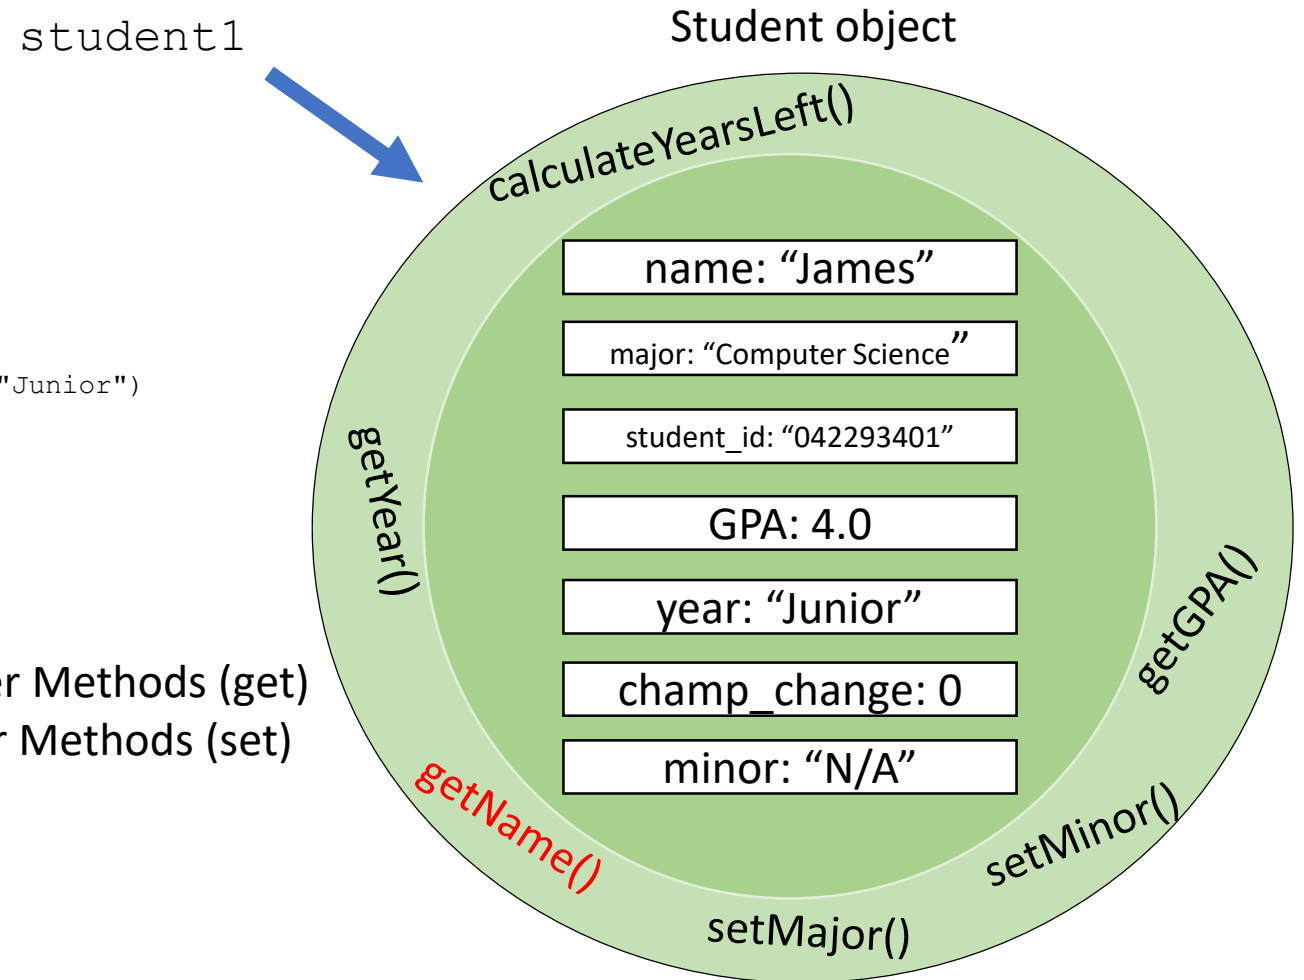 student1
Student object
calculateYearsLeft()
name: “James”
major: “Computer Science”
"Junior")
student_id: “042293401”
getYear()
GPA: 4.0
getGPA()
year: “Junior”
er Methods (get)
champ_change: 0
r Methods (set)
minor: “N/A”
getName()
setMinor()
setMajor()